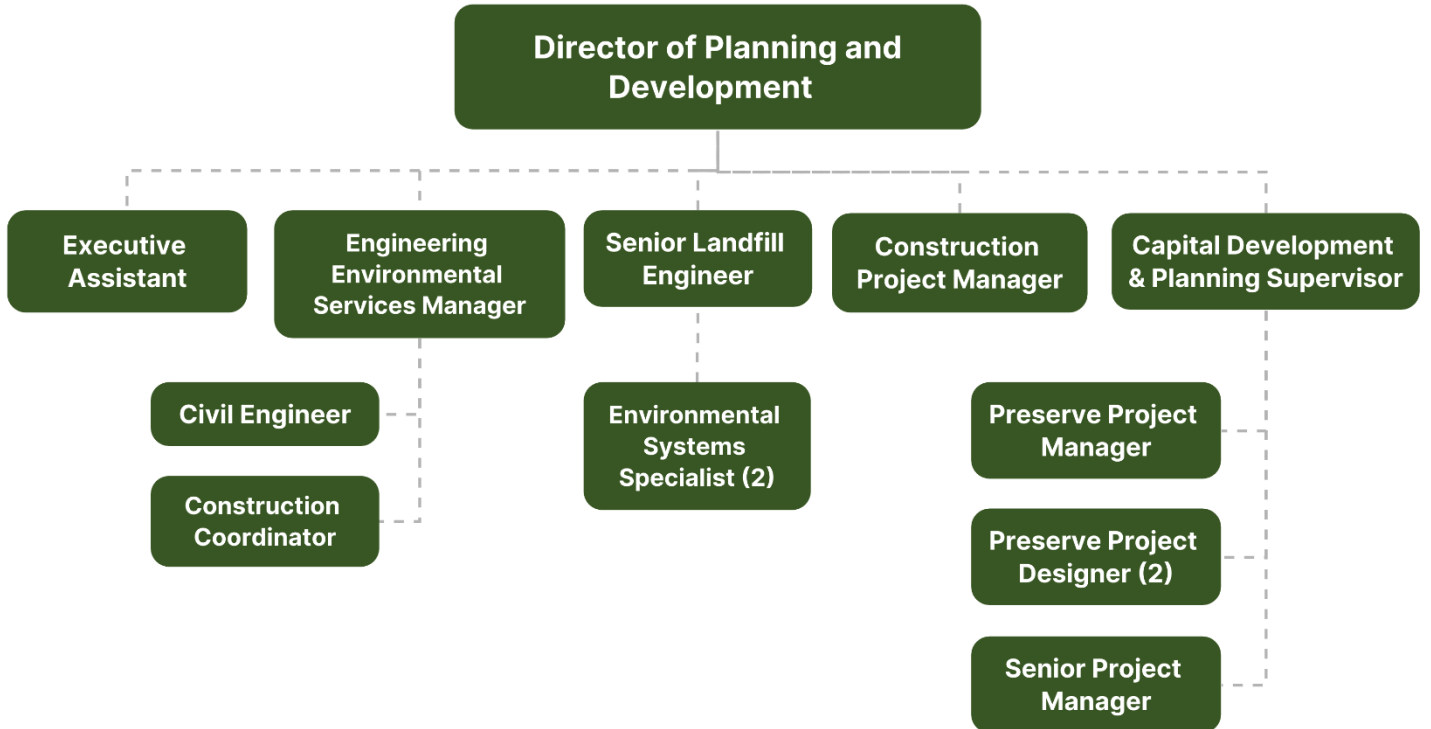 Director of Planning and
Development
Executive
Assistant
Engineering
Environmental
Services Manager
Senior Landfill
Engineer
Construction
Project Manager
Capital Development
& Planning Supervisor
Civil Engineer
Construction
Coordinator
Environmental
Systems
Specialist (2)
Preserve Project
Manager
Preserve Project
Designer (2)
Senior Project
Manager